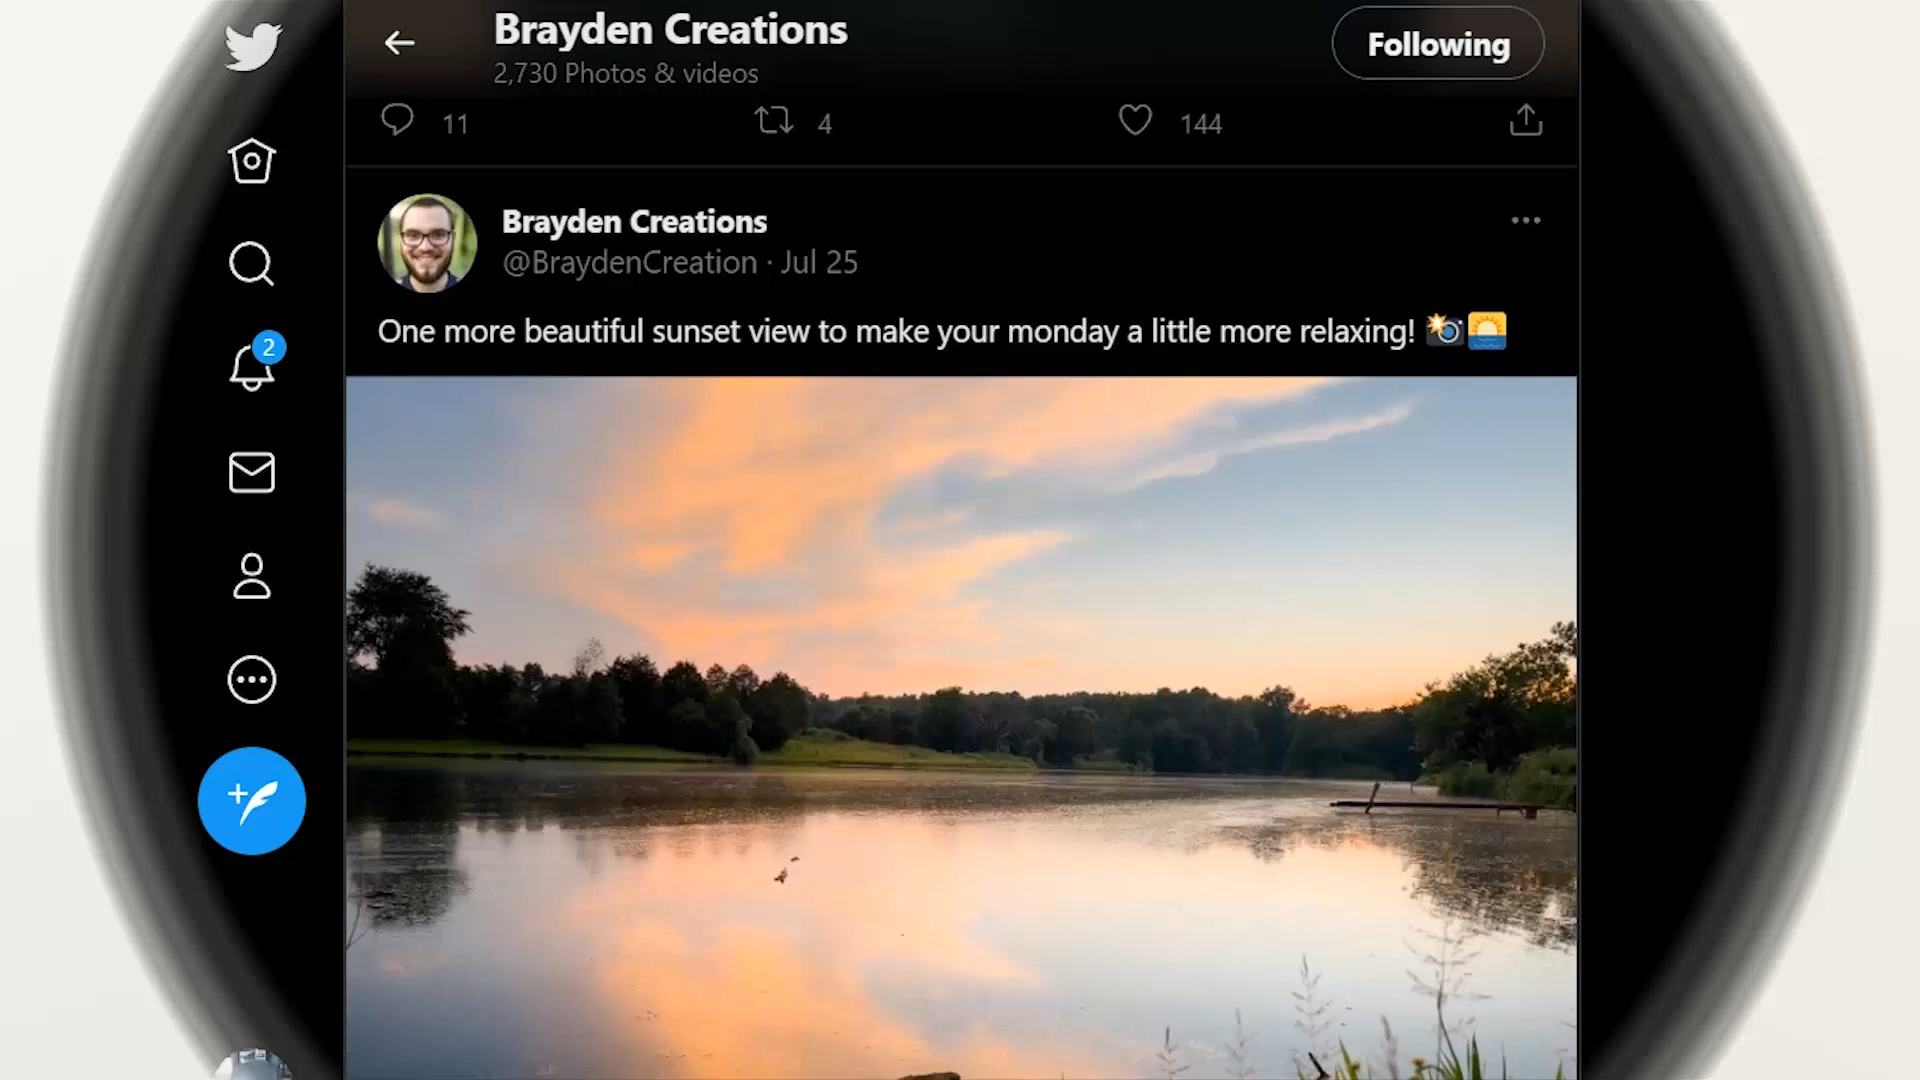 Brayden Creations
2,730 Photos & videos
Following
11
4
144
Brayden Creations
@BraydenCreation · Jul 25
One more beautiful sunset view to make your monday a little more relaxing! 📸🌅
2